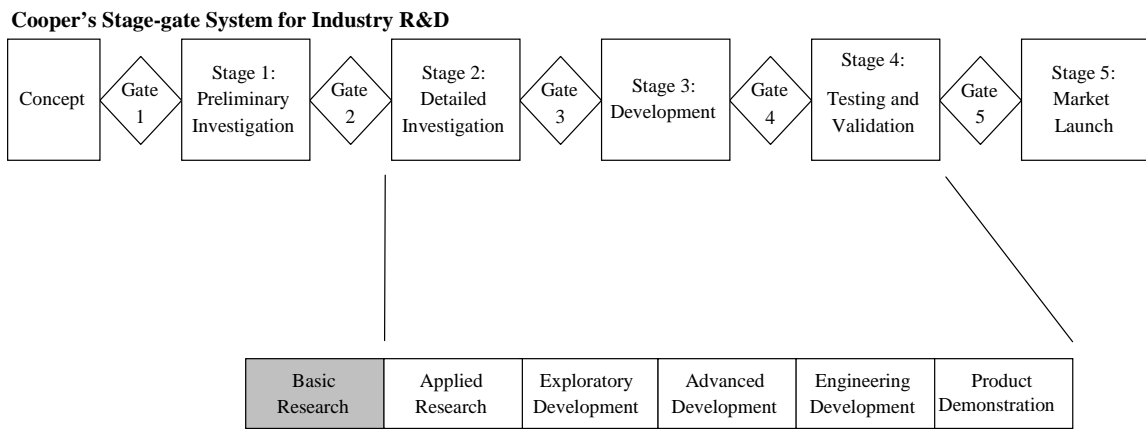 Cooper's Stage-gate System for Industry R&D
Concept
Gate
1
Stage 1:
Preliminary
Investigation
Gate
2
Stage 2:
Detailed
Investigation
Gate
3
Stage 3:
Development
Gate
4
Stage 4:
Testing and
Validation
Gate
5
Stage 5:
Market
Launch
Basic
Research
Applied
Research
Exploratory
Development
Advanced
Development
Engineering
Development
Product
Demonstration